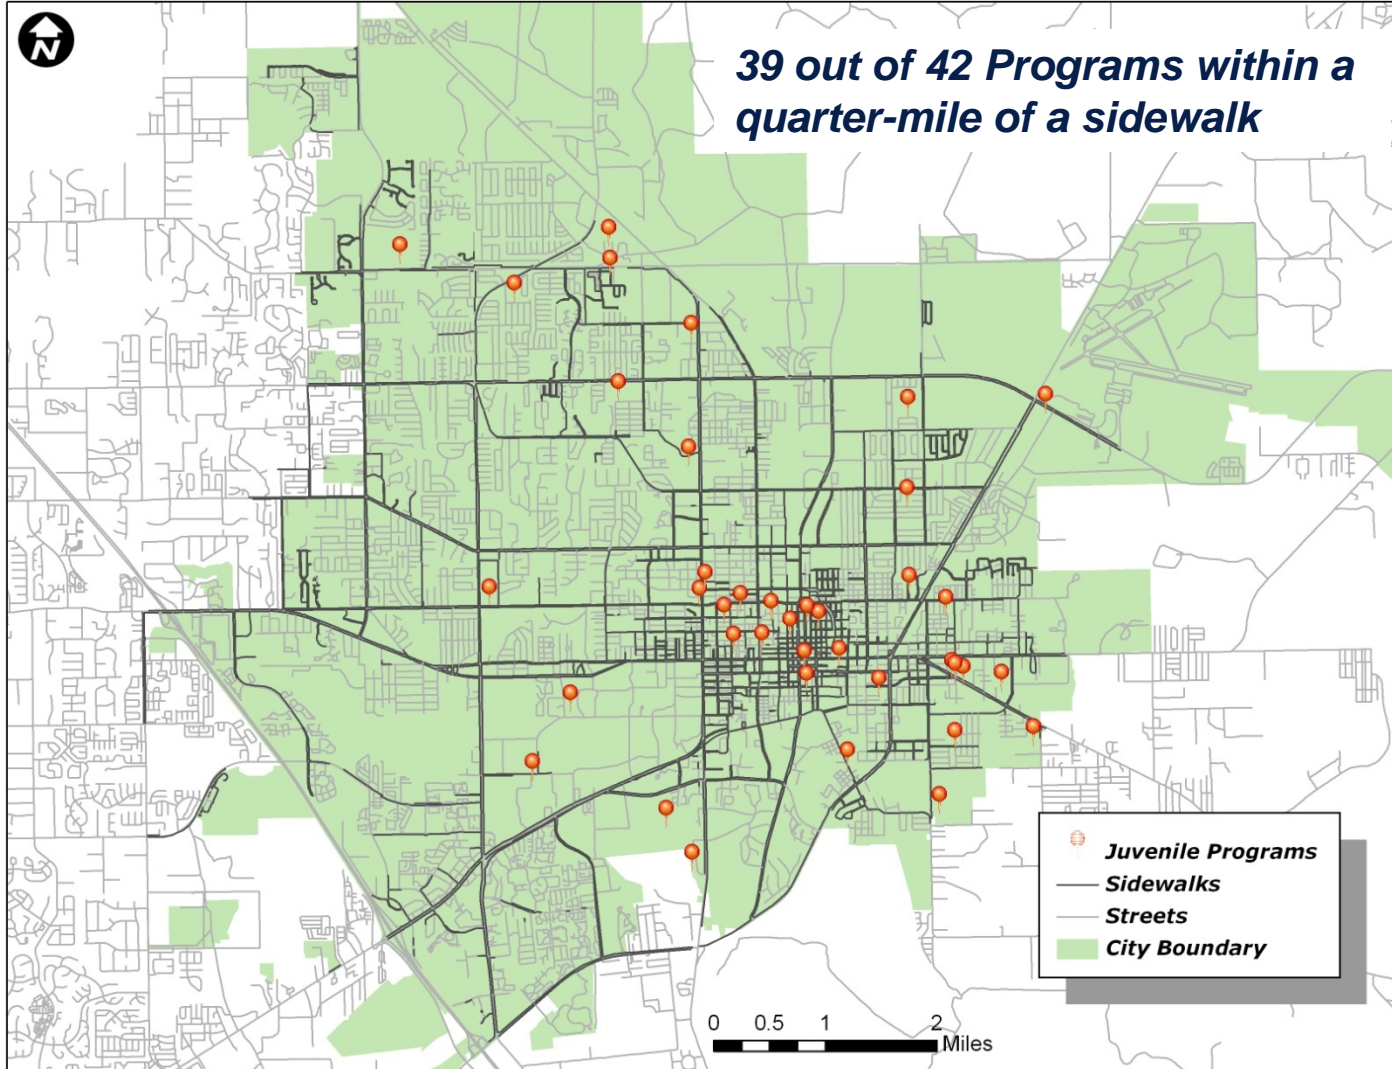 N
39 out of 42 Programs within a
quarter-mile of a sidewalk
Juvenile Programs
Sidewalks
Streets
City Boundary
0 0.5 1 2
Miles